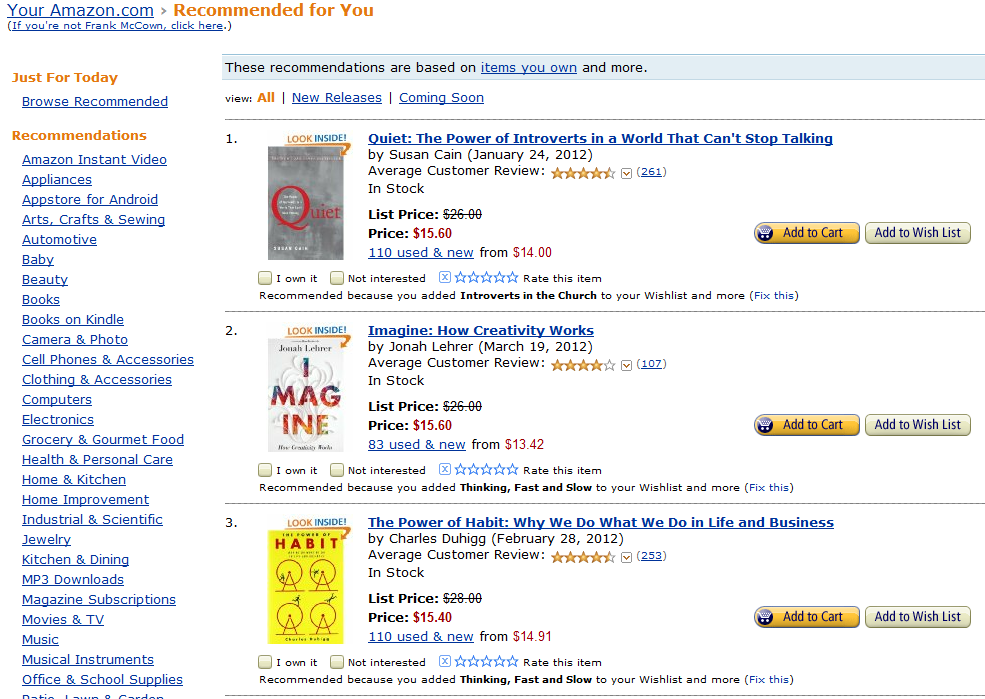 Your Amazon.com › Recommended for You
(If you're not Frank McCown, click here.)
Just For Today
Browse Recommended
Recommendations
Amazon Instant Video
Appliances
Appstore for Android
Arts, Crafts & Sewing
Automotive
Baby
Beauty
Books
Books on Kindle
Camera & Photo
Cell Phones & Accessories
Clothing & Accessories
Computers
Electronics
Grocery & Gourmet Food
Health & Personal Care
Home & Kitchen
Home Improvement
Industrial & Scientific
Jewelry
Kitchen & Dining
MP3 Downloads
Magazine Subscriptions
Movies & TV
Music
Musical Instruments
Office & School Supplies
Patio, Lawn & Garden
These recommendations are based on items you own and more.
view: All | New Releases | Coming Soon
1.
LOOK INSIDE!
Quiet
SUSAN CAIN
Quiet: The Power of Introverts in a World That Can't Stop Talking
by Susan Cain (January 24, 2012)
Average Customer Review: (261)
In Stock
List Price: $26.00
Price: $15.60
110 used & new from $14.00
Add to Cart
Add to Wish List
I own it Not interested x Rate this item
Recommended because you added Introverts in the Church to your Wishlist and more (Fix this)
2.
LOOK INSIDE!
Jonah Lehrer
I
MAG
INE
How Creativity Works
Imagine: How Creativity Works
by Jonah Lehrer (March 19, 2012)
Average Customer Review: (107)
In Stock
List Price: $26.00
Price: $15.60
83 used & new from $13.42
Add to Cart
Add to Wish List
I own it Not interested x Rate this item
Recommended because you added Thinking, Fast and Slow to your Wishlist and more (Fix this)
3.
LOOK INSIDE!
THE POWER OF
HABIT
Charles Duhigg
The Power of Habit: Why We Do What We Do in Life and Business
by Charles Duhigg (February 28, 2012)
Average Customer Review: (253)
In Stock
List Price: $28.00
Price: $15.40
110 used & new from $14.91
Add to Cart
Add to Wish List
I own it Not interested x Rate this item
Recommended because you added Thinking, Fast and Slow to your Wishlist and more (Fix this)